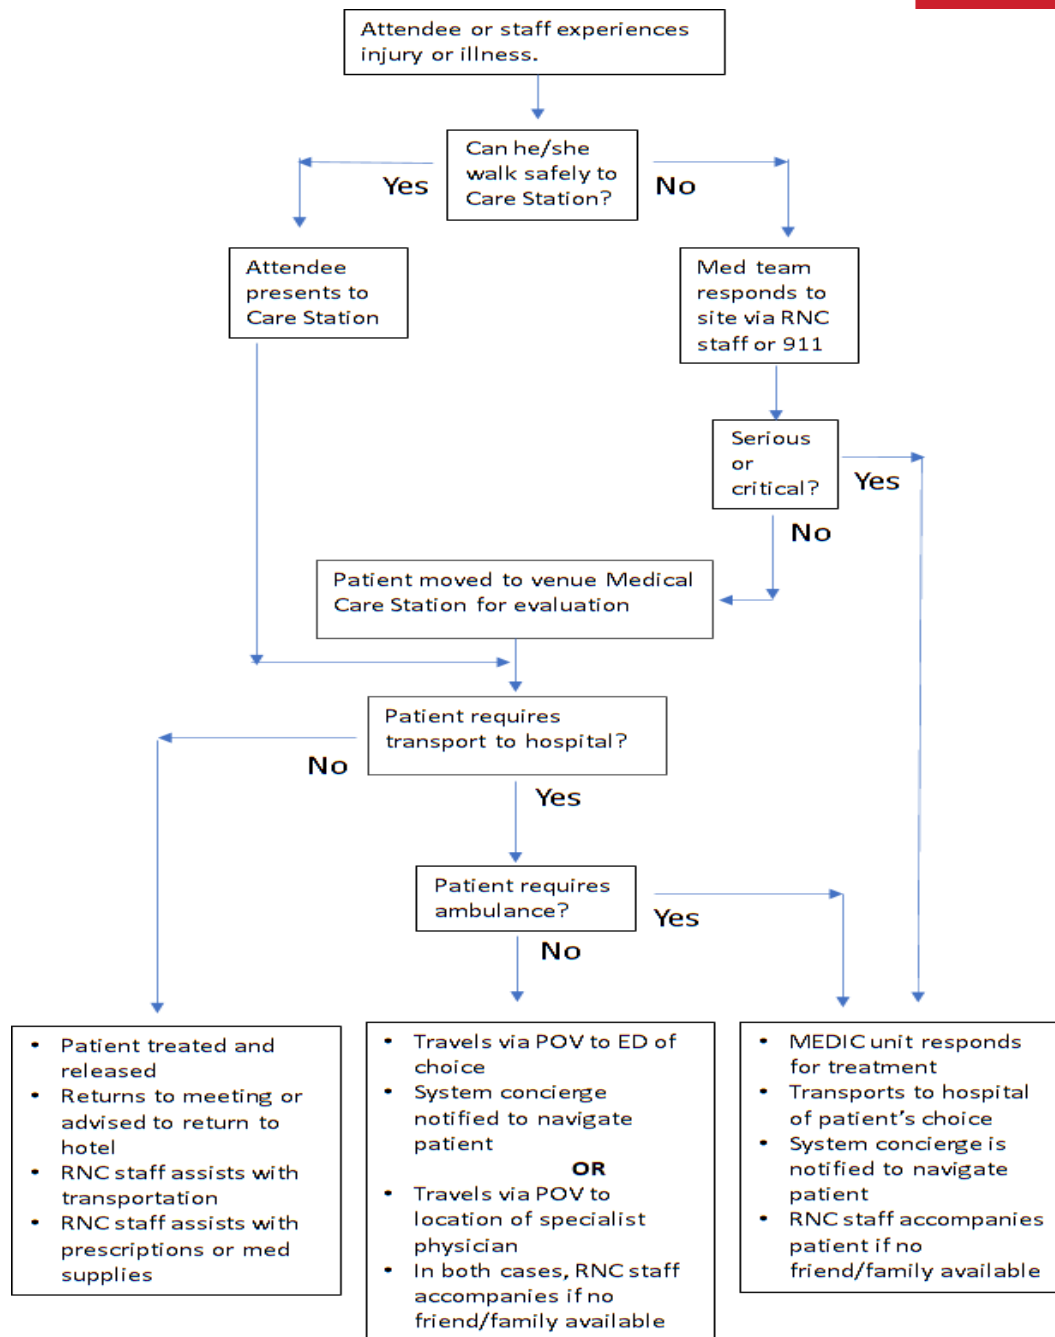 Attendee or staff experiences
injury or illness.
Can he/she
walk safely to
Care Station?
Yes
No
Attendee
presents to
Care Station
Med team
responds to
site via RNC
staff or 911
Serious
or
critical?
Yes
No
Patient moved to venue Medical
Care Station for evaluation
Patient requires
transport to hospital?
No
Yes
Patient requires
ambulance?
Yes
No
• Patient treated and
released
• Returns to meeting or
advised to return to
hotel
• RNC staff assists with
transportation
• RNC staff assists with
prescriptions or med
supplies
• Travels via POV to ED of
choice
• System concierge
notified to navigate
patient
OR
• Travels via POV to
location of specialist
physician
• In both cases, RNC staff
accompanies if no
friend/family available
• MEDIC unit responds
for treatment
• Transports to hospital
of patient's choice
• System concierge is
notified to navigate
patient
• RNC staff accompanies
patient if no
friend/family available